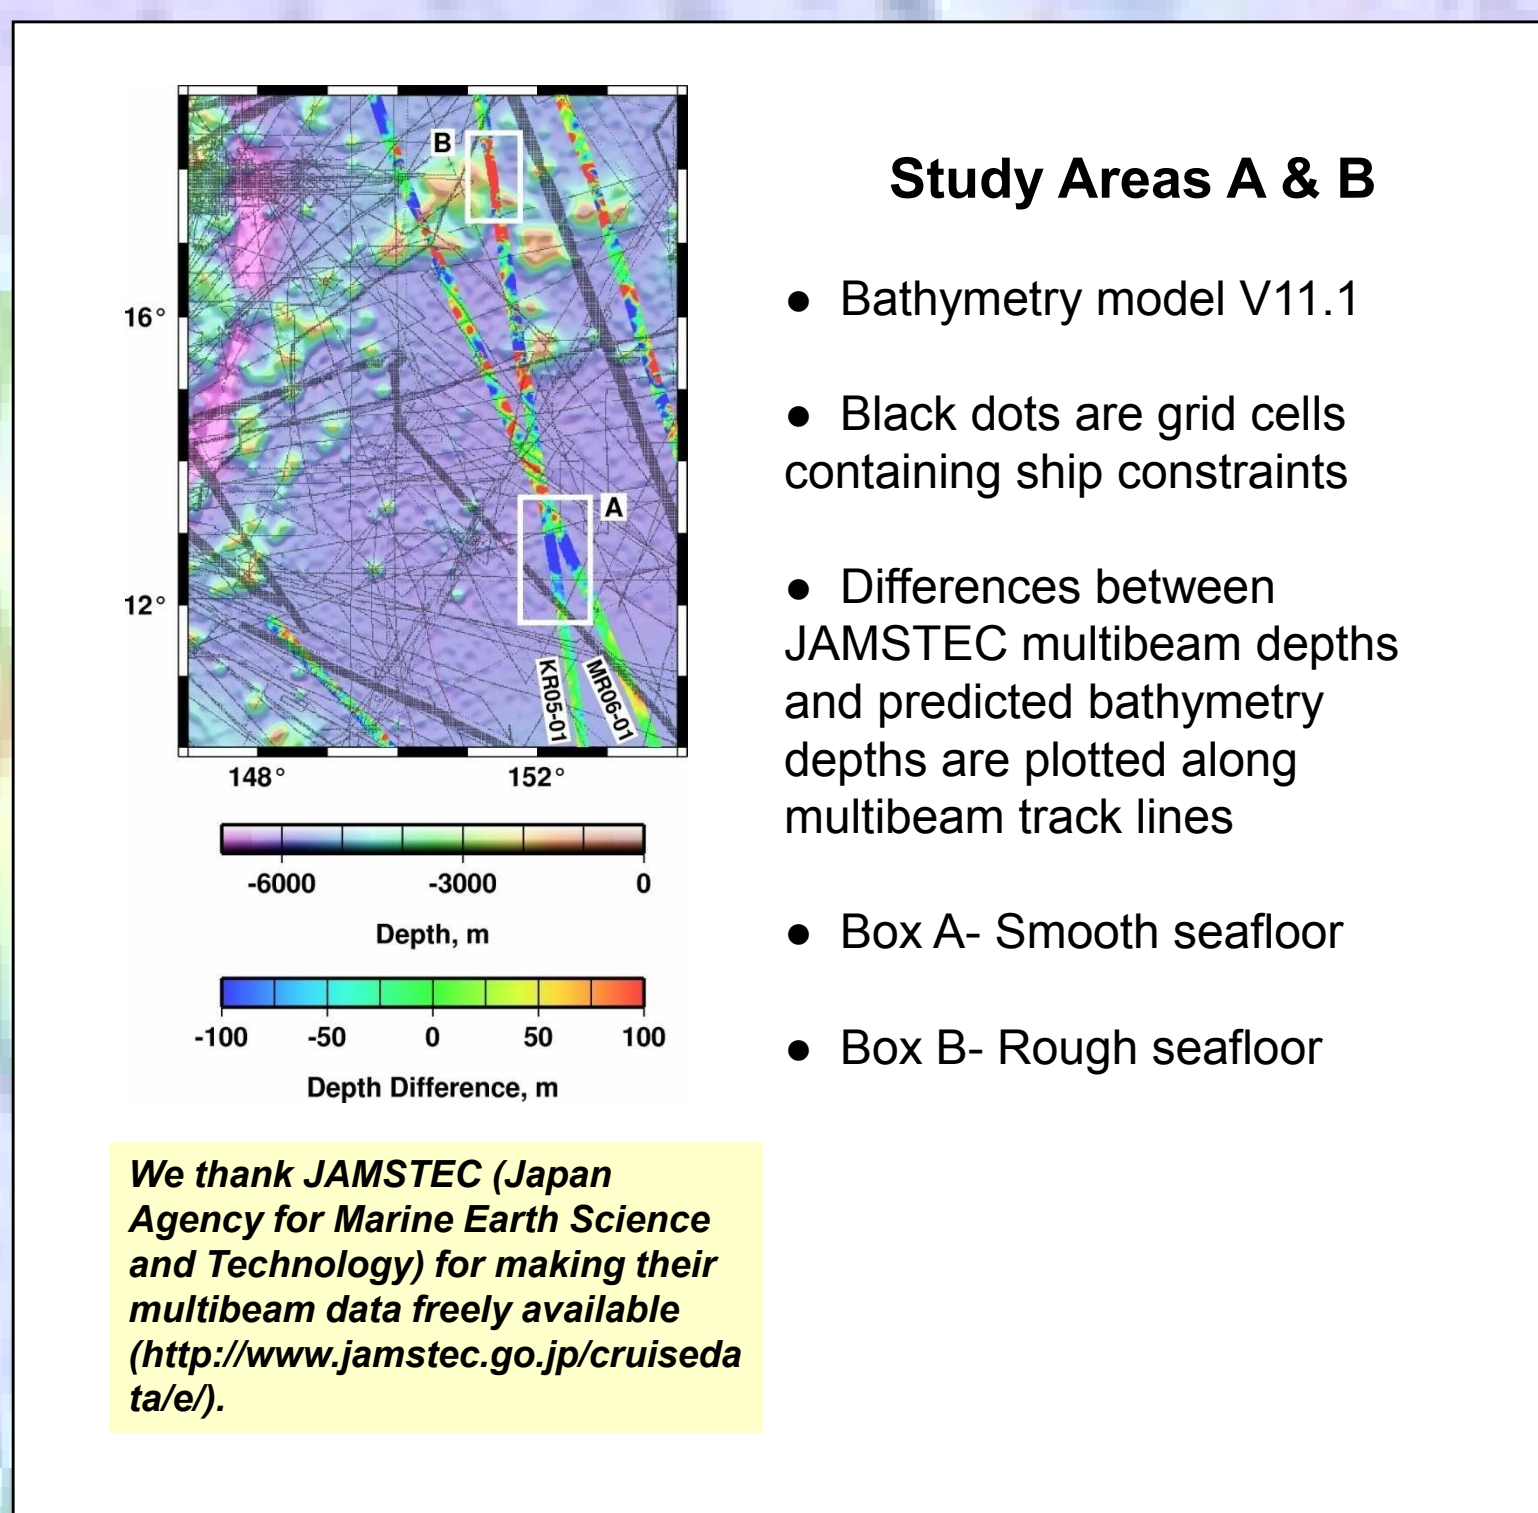 B
A
16°
12°
KR05-01
MR06-01
148°
152°
-6000
-3000
0
Depth, m
-100
-50
0
50
100
Depth Difference, m
We thank JAMSTEC (Japan
Agency for Marine Earth Science
and Technology) for making their
multibeam data freely available
(http://www.jamstec.go.jp/cruiseda
ta/e/).
Study Areas A & B
● Bathymetry model V11.1
● Black dots are grid cells
containing ship constraints
● Differences between
JAMSTEC multibeam depths
and predicted bathymetry
depths are plotted along
multibeam track lines
● Box A- Smooth seafloor
● Box B- Rough seafloor